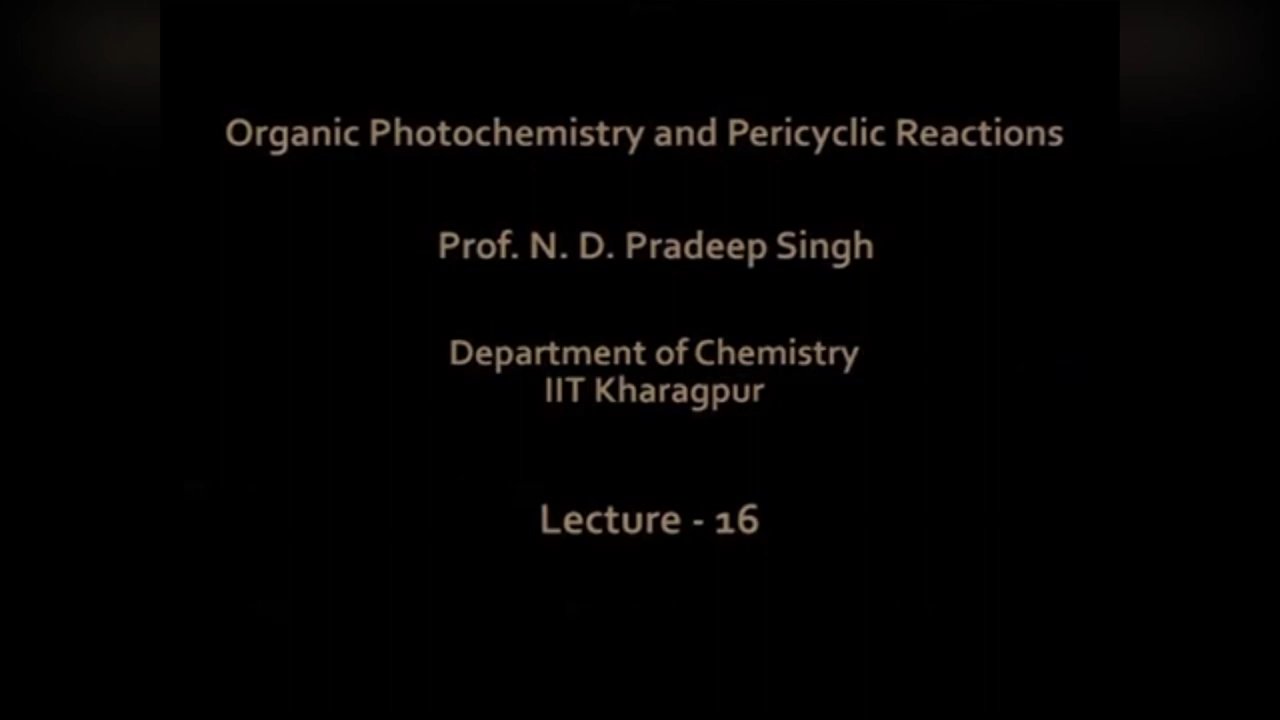 Organic Photochemistry and Pericyclic Reactions
Prof. N. D. Pradeep Singh
Department of Chemistry
IIT Kharagpur
Lecture - 16